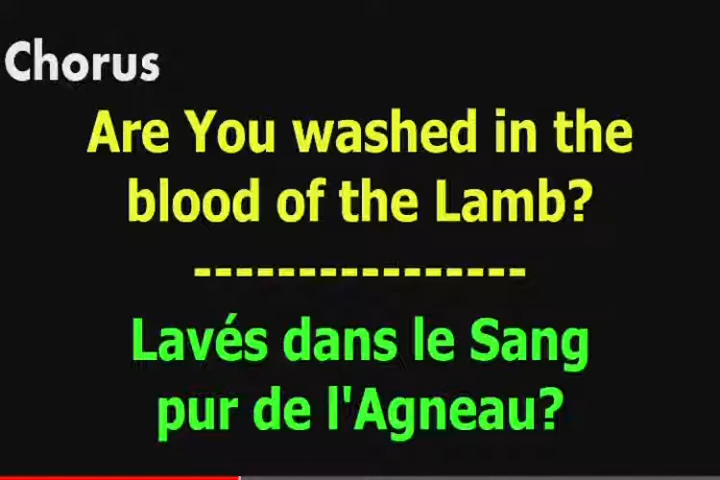 Chorus
Are You washed in the
blood of the Lamb?
-----------------
Lavés dans le Sang
pur de l'Agneau?